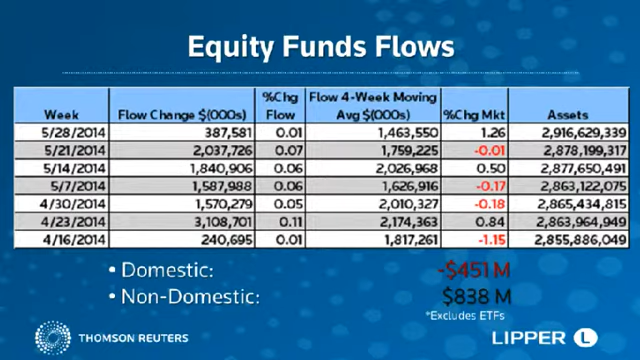 Equity Funds Flows
Week Flow Change $(000s) %Chg Flow Flow 4-Week Moving Avg $(000s) %Chg Mkt Assets
5/28/2014 387,581 0.01 1,463,550 1.26 2,916,629,339
5/21/2014 2,037,726 0.07 1,759,225 -0.01 2,878,199,317
5/14/2014 1,840,906 0.06 2,026,968 0.50 2,877,650,491
5/7/2014 1,587,988 0.06 1,626,916 -0.17 2,863,122,075
4/30/2014 1,570,279 0.05 2,010,327 -0.18 2,865,434,815
4/23/2014 3,108,701 0.11 2,174,363 0.84 2,863,964,949
4/16/2014 240,695 0.01 1,817,261 -1.15 2,855,886,049
• Domestic: -$451 M
• Non-Domestic: $838 M
*Excludes ETFs
THOMSON REUTERS
LIPPER L